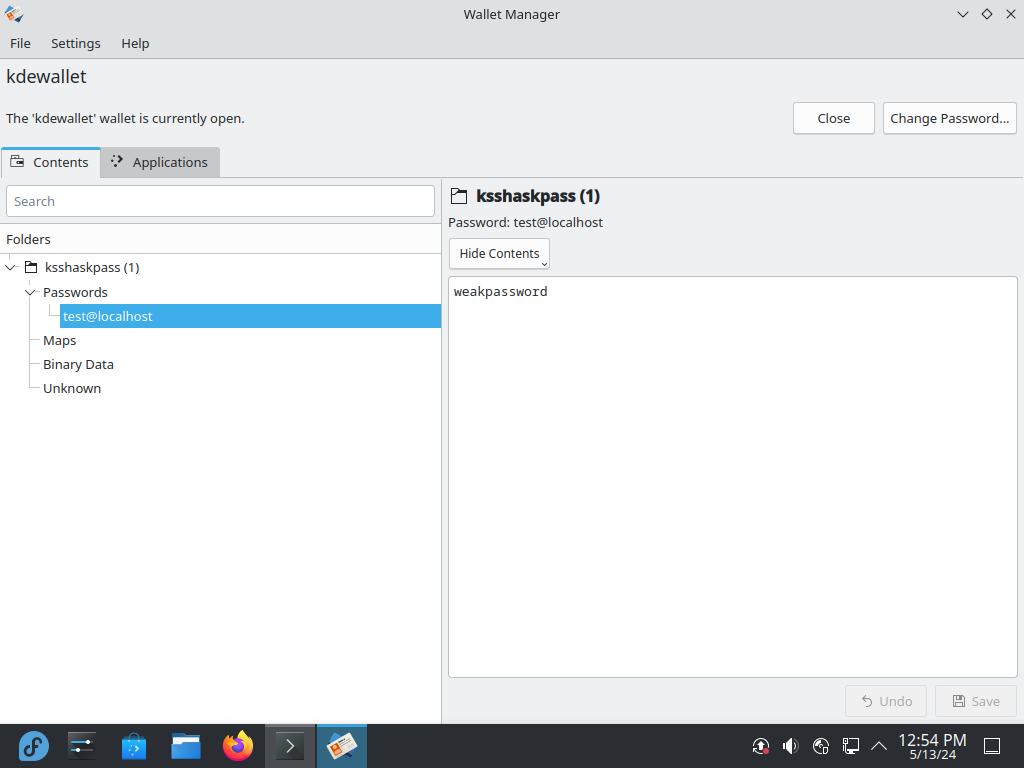 Wallet Manager
File Settings Help
kdewallet
The 'kdewallet' wallet is currently open.
Close
Change Password...
Contents
Applications
Search
Folders
ksshaskpass (1)
Passwords
test@localhost
Maps
Binary Data
Unknown
ksshaskpass (1)
Password: test@localhost
Hide Contents
weakpassword
Undo
Save
12:54 PM
5/13/24